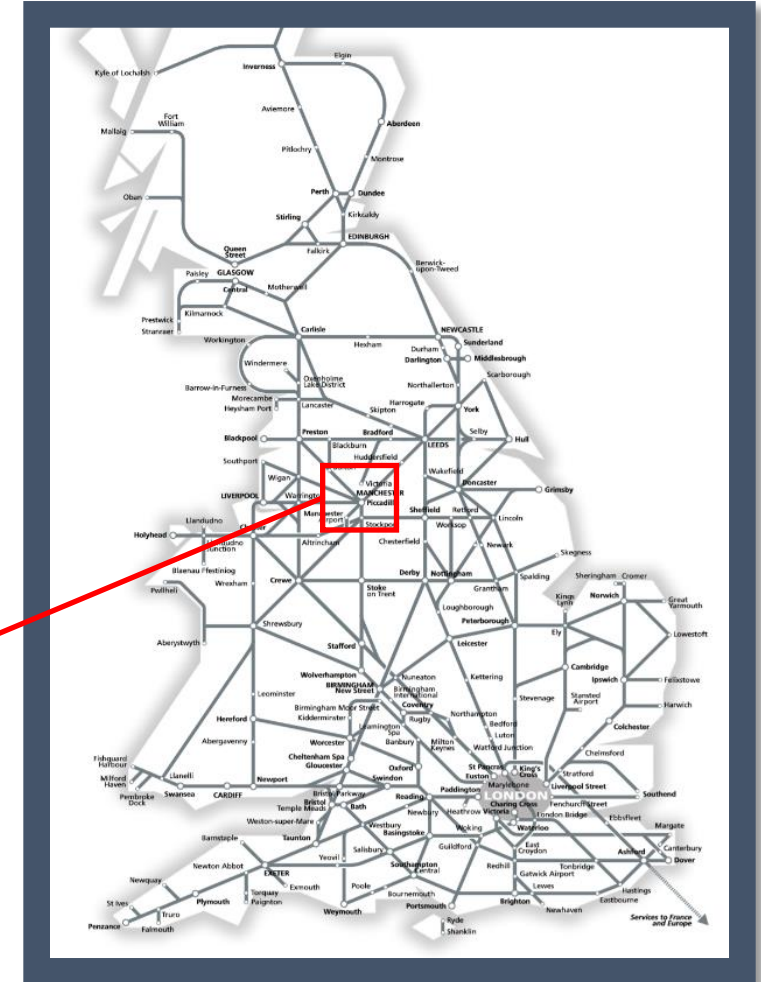 Elgin
Inverness
Kyle of Lochalsh
Aviemore
Fort
William
Mallaig
Aberdeen
Pitlochry
Montrose
Perth
Dundee
Oban
Stirling
Kirkcaldy
EDINBURGH
Queen
Street
Falkirk
Berwick-
upon-Tweed
Paisley
GLASGOW
Central
Motherwell
Prestwick
Kilmarnock
Stranraer
Carlisle
NEWCASTLE
Workington
Hexham
Durham
Sunderland
Darlington
Middlesbrough
Windermere
Scarborough
Oxenholme
Lake District
Barrow-in-Furness
Northallerton
Morecambe
Heysham Port
Lancaster
Harrogate
York
Skipton
Blackpool
Preston
Bradford
Selby
Hull
Blackburn
LEEDS
Huddersfield
Southport
Wigan
Victoria
Wakefield
MANCHESTER
Doncaster
Grimsby
LIVERPOOL
Warrington
Piccadilly
Manchester
Airport
Sheffield
Retford
Llandudno
Stockport
Worksop
Lincoln
Holyhead
Chester
Llandudno
Junction
Altrincham
Chesterfield
Newark
Skegness
Blaenau Ffestiniog
Wrexham
Crewe
Derby
Nottingham
Spalding
Sheringham
Cromer
Pwllheli
Stoke
on Trent
Grantham
Kings
Lynn
Norwich
Great
Yarmouth
Loughborough
Shrewsbury
Peterborough
Ely
Lowestoft
Aberystwyth
Stafford
Leicester
Wolverhampton
Nuneaton
Kettering
Cambridge
BIRMINGHAM
New Street
Birmingham
International
Ipswich
Felixstowe
Leominster
Coventry
Stevenage
Stansted
Airport
Harwich
Birmingham Moor Street
Kidderminster
Rugby
Northampton
Hereford
Leamington
Spa
Bedford
Colchester
Abergavenny
Worcester
Banbury
Milton
Keynes
Luton
Watford Junction
Chelmsford
Cheltenham Spa
Gloucester
Oxford
St Pancras
King's
Cross
Stratford
Fishguard
Harbour
Euston
Llanelli
Newport
Swindon
Marylebone
Liverpool Street
Milford
Haven
Paddington
LONDON
Southend
Pembroke
Dock
Swansea
CARDIFF
Bristol Parkway
Reading
Charing Cross
Fenchurch Street
Bristol
Temple Meads
Bath
Newbury
Heathrow
Victoria
London Bridge
Ebbsfleet
Weston-super-Mare
Westbury
Basingstoke
Woking
Waterloo
Margate
Barnstaple
Taunton
Salisbury
Guildford
East
Croydon
Canterbury
Yeovil
Ashford
Dover
Newton Abbot
Southampton
Central
Redhill
Tonbridge
Gatwick Airport
EXETER
Newquay
Exmouth
Poole
Lewes
Hastings
Torquay
Paignton
Bournemouth
Eastbourne
St Ives
Plymouth
Weymouth
Portsmouth
Brighton
Newhaven
Truro
Penzance
Falmouth
Ryde
Shanklin
Services to France
and Europe